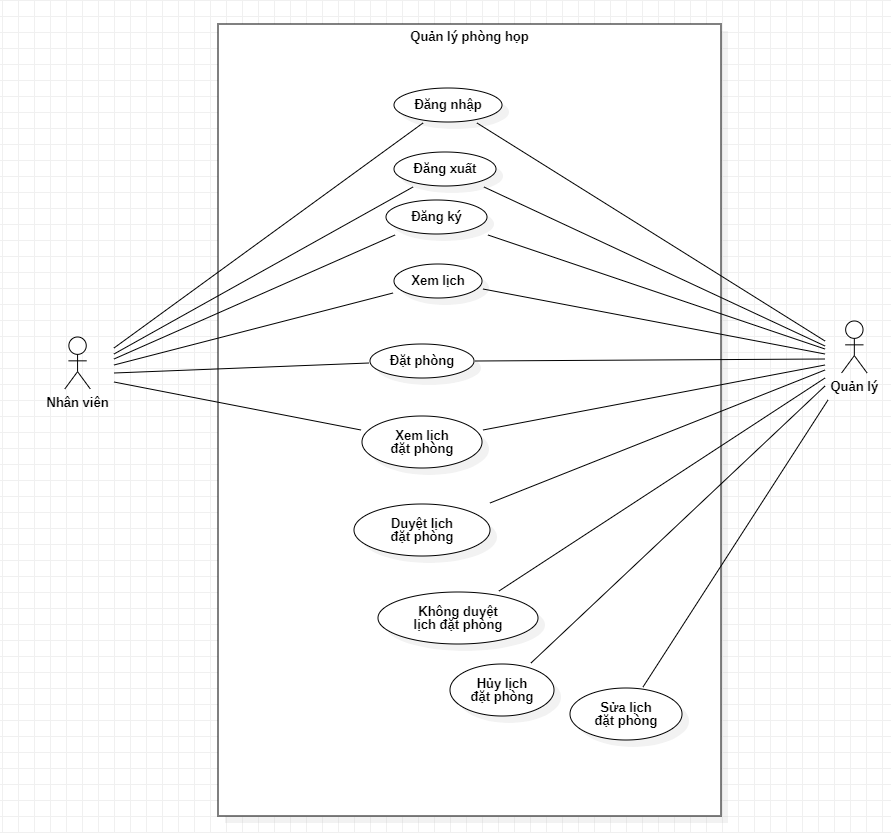 Quản lý phòng họp
Đăng nhập
Đăng xuất
Đăng ký
Xem lịch
Đặt phòng
Nhân viên
Quản lý
Xem lịch
đặt phòng
Duyệt lịch
đặt phòng
Không duyệt
lịch đặt phòng
Hủy lịch
đặt phòng
Sửa lịch
đặt phòng